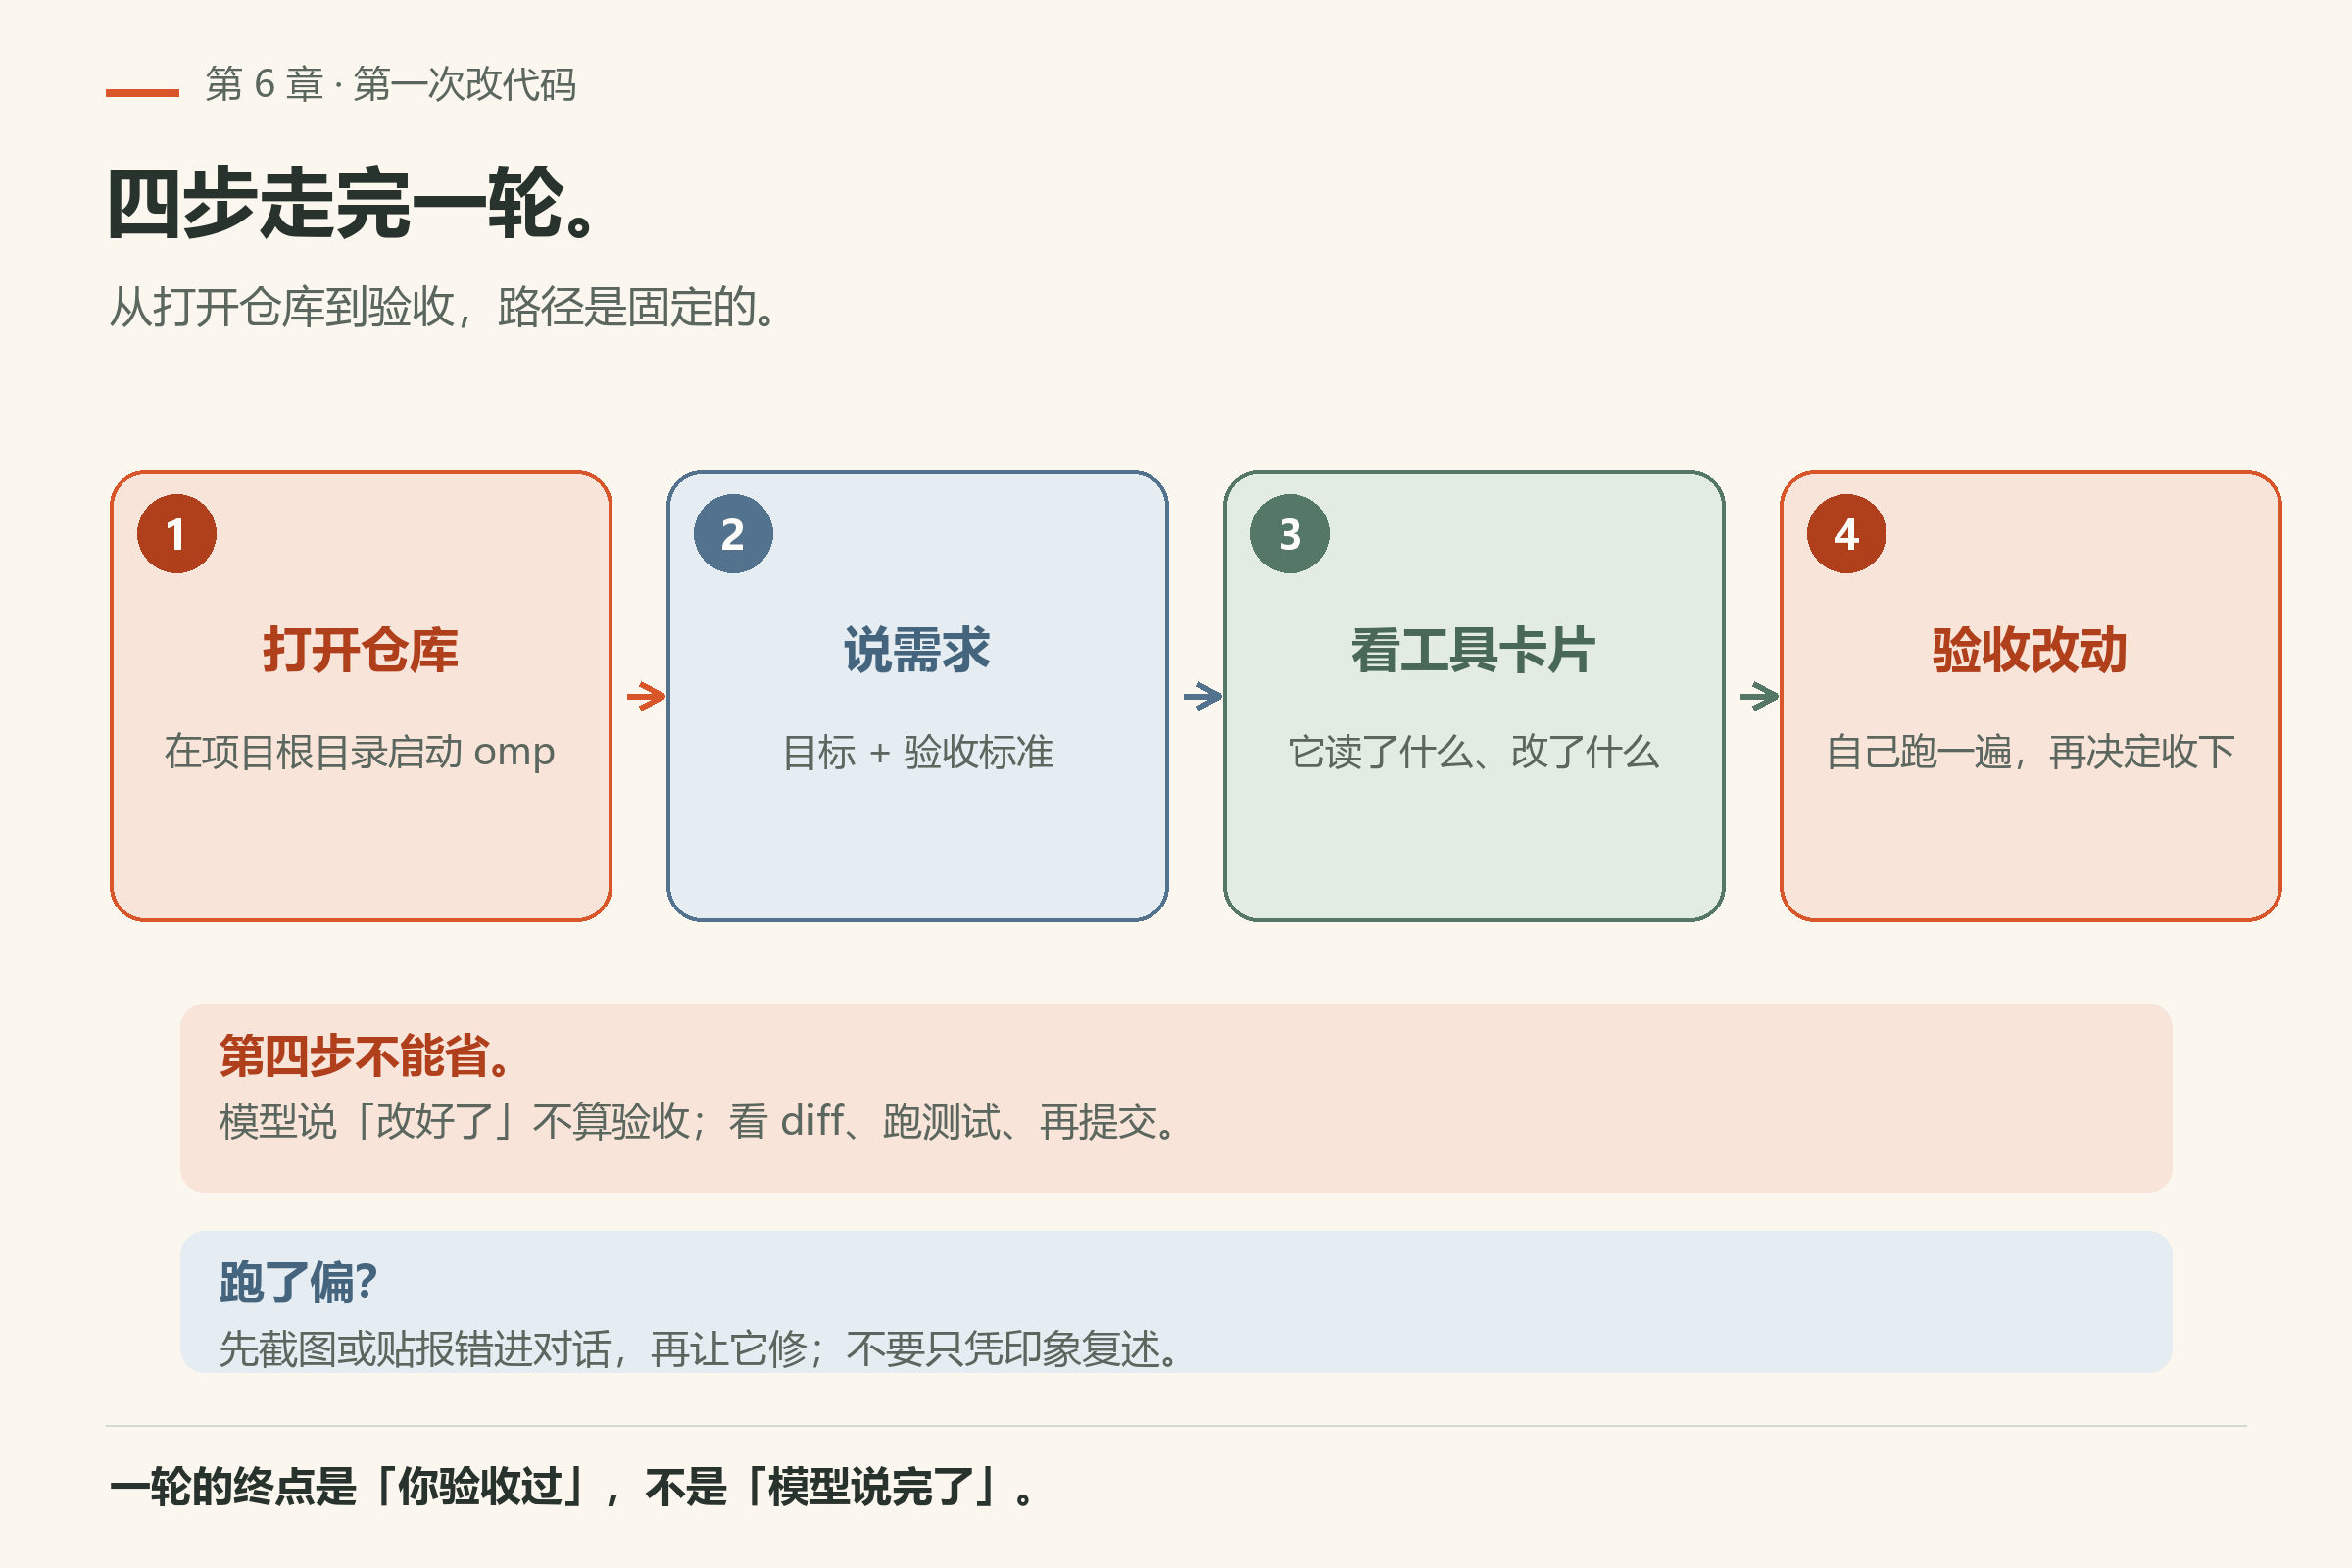 第 6 章 · 第一次改代码
四步走完一轮。
从打开仓库到验收，路径是固定的。
1
打开仓库
在项目根目录启动 omp
2
说需求
目标 + 验收标准
3
看工具卡片
它读了什么、改了什么
4
验收改动
自己跑一遍，再决定收下
第四步不能省。
模型说「改好了」不算验收；看 diff、跑测试、再提交。
跑了偏？
先截图或贴报错进对话，再让它修；不要只凭印象复述。
一轮的终点是「你验收过」，不是「模型说完了」。